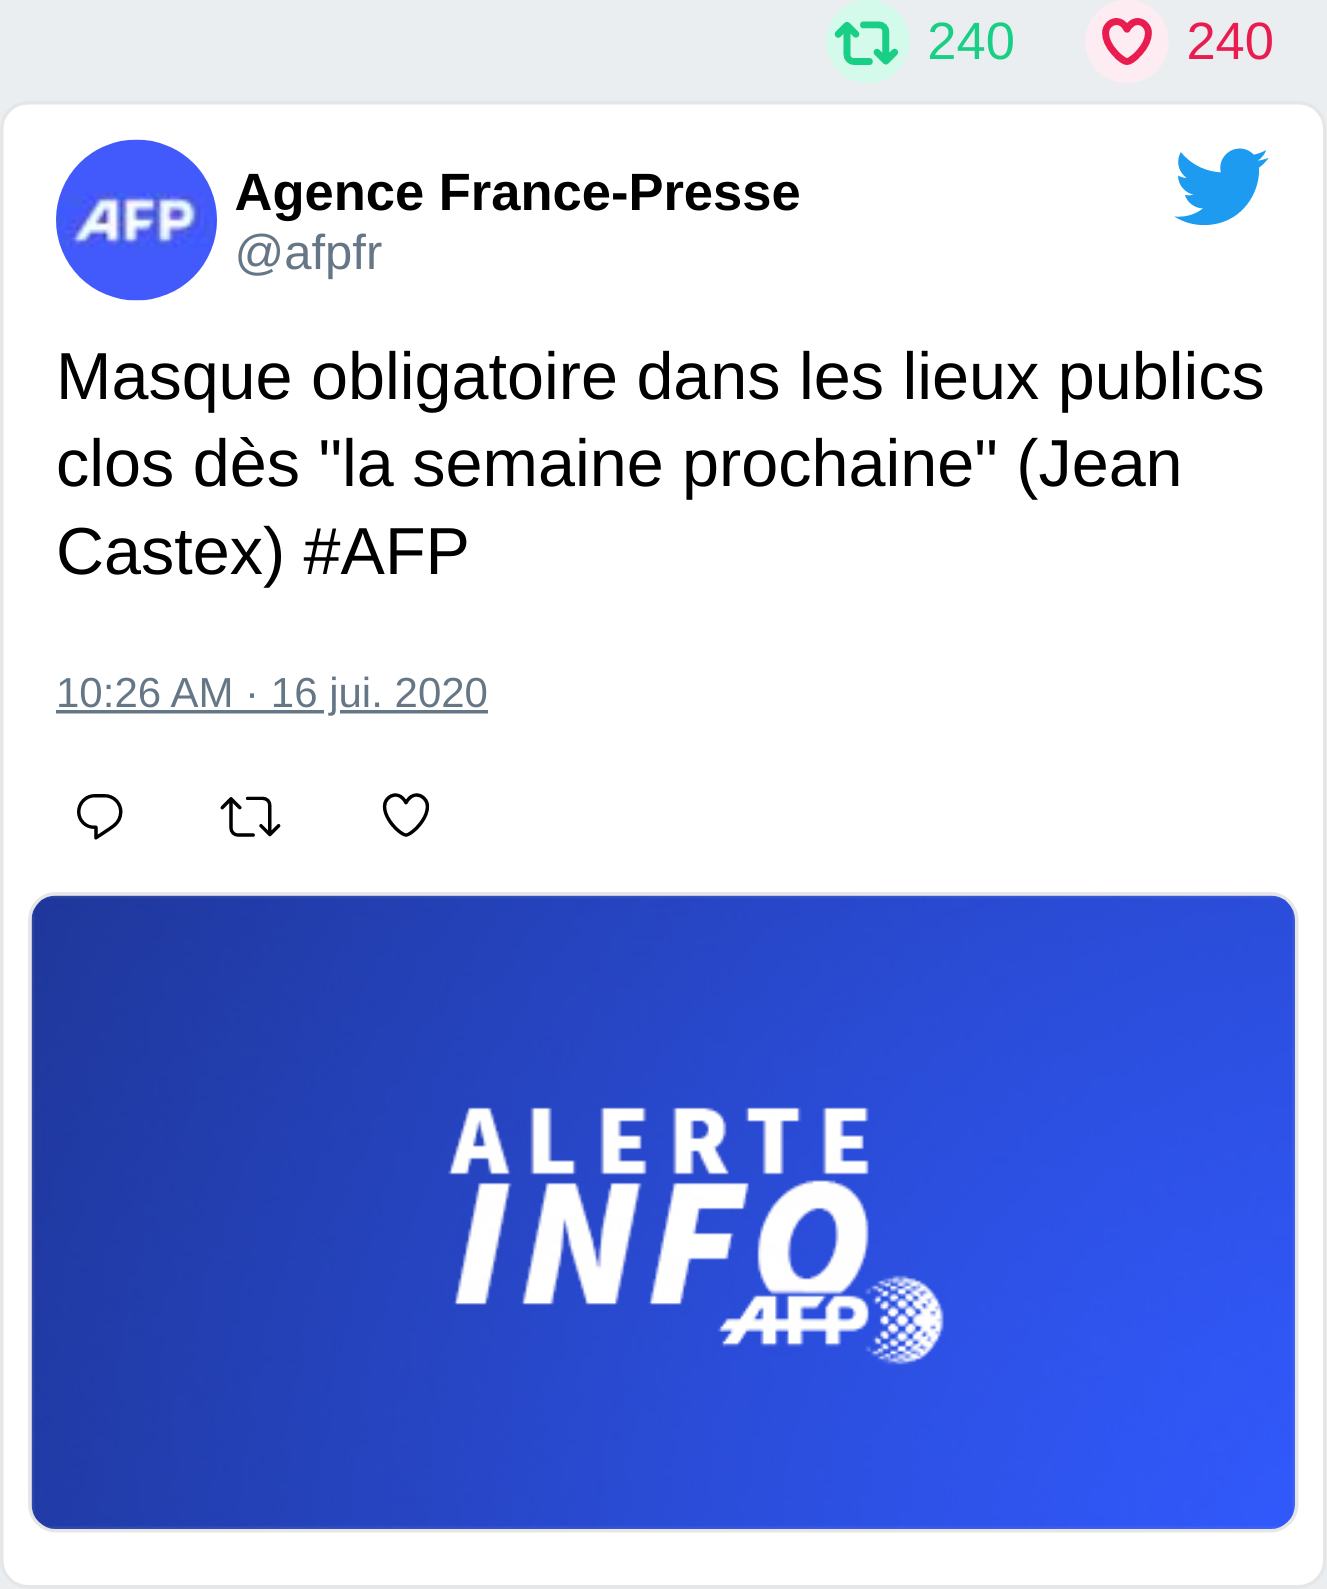 240 240
AFP
Agence France-Presse
@afpfr
Masque obligatoire dans les lieux publics
clos dès "la semaine prochaine" (Jean
Castex) #AFP
10:26 AM · 16 jui. 2020
ALERTE
INFO
AFP